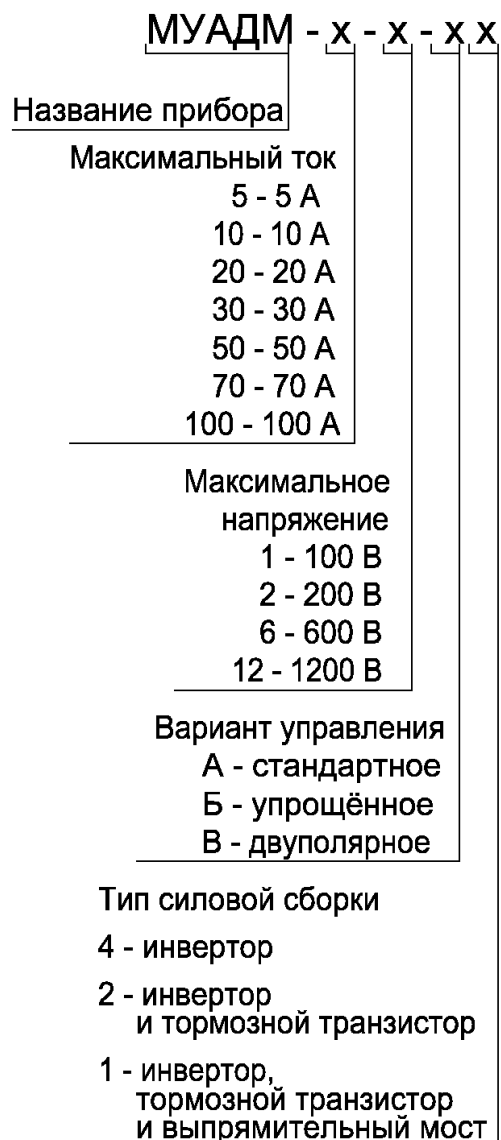 МУАДМ - х - х - х х
Название прибора
Максимальный ток
5 - 5 А
10 - 10 А
20 - 20 А
30 - 30 А
50 - 50 А
70 - 70 А
100 - 100 А
Максимальное
напряжение
1 - 100 В
2 - 200 В
6 - 600 В
12 - 1200 В
Вариант управления
А - стандартное
Б - упрощённое
В - двуполярное
Тип силовой сборки
4 - инвертор
2 - инвертор
и тормозной транзистор
1 - инвертор,
тормозной транзистор
и выпрямительный мост